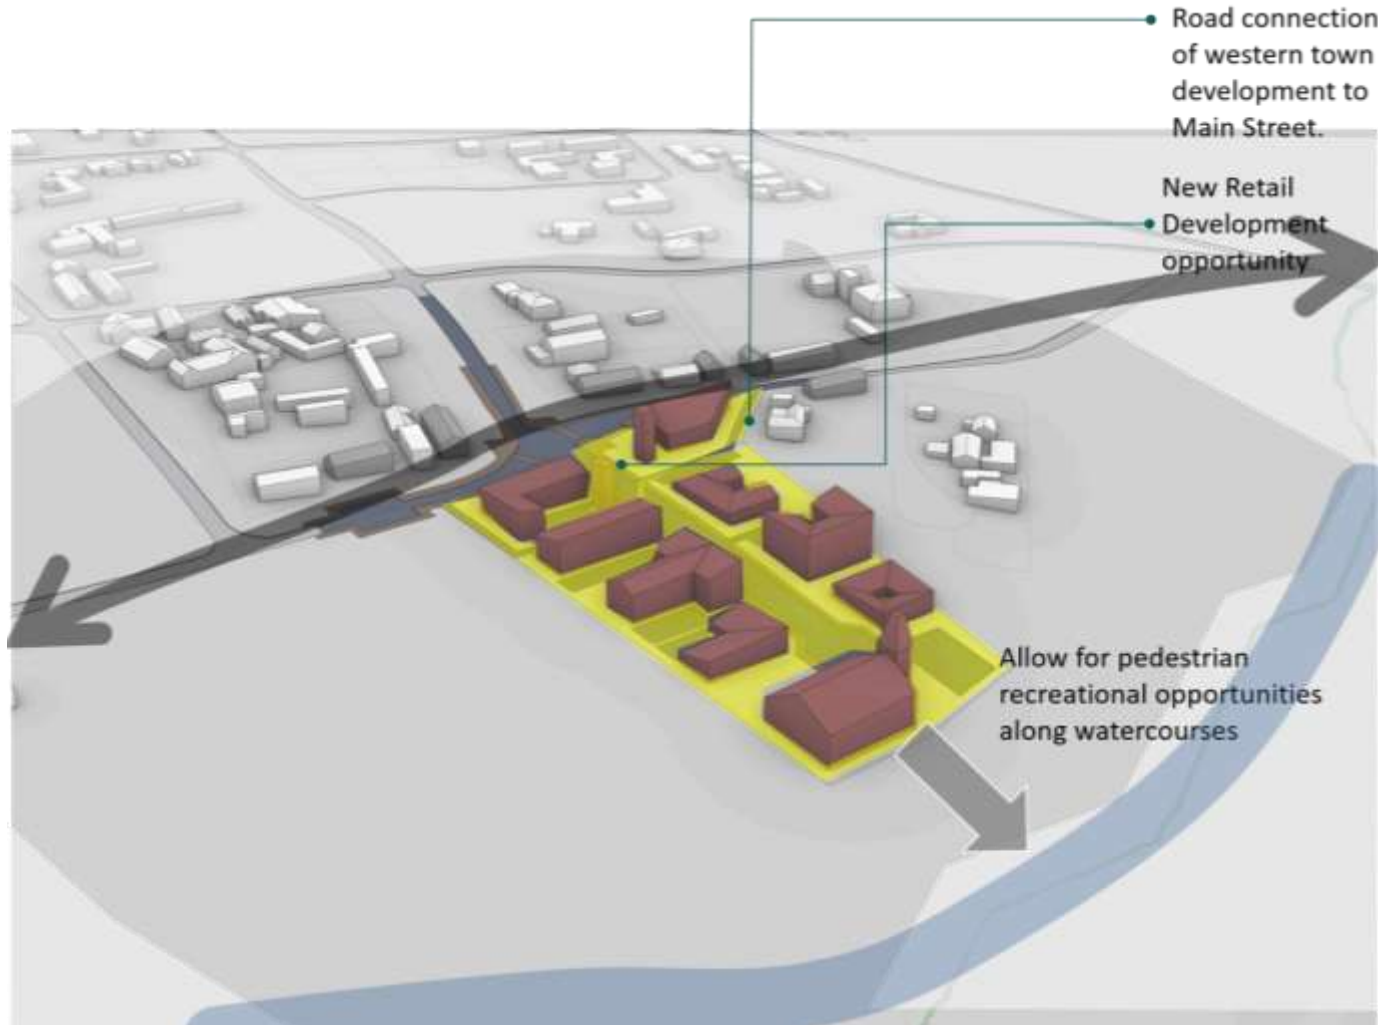 Road connection
of western town
development to
Main Street.
New Retail
Development
opportunity
Allow for pedestrian
recreational opportunities
along watercourses